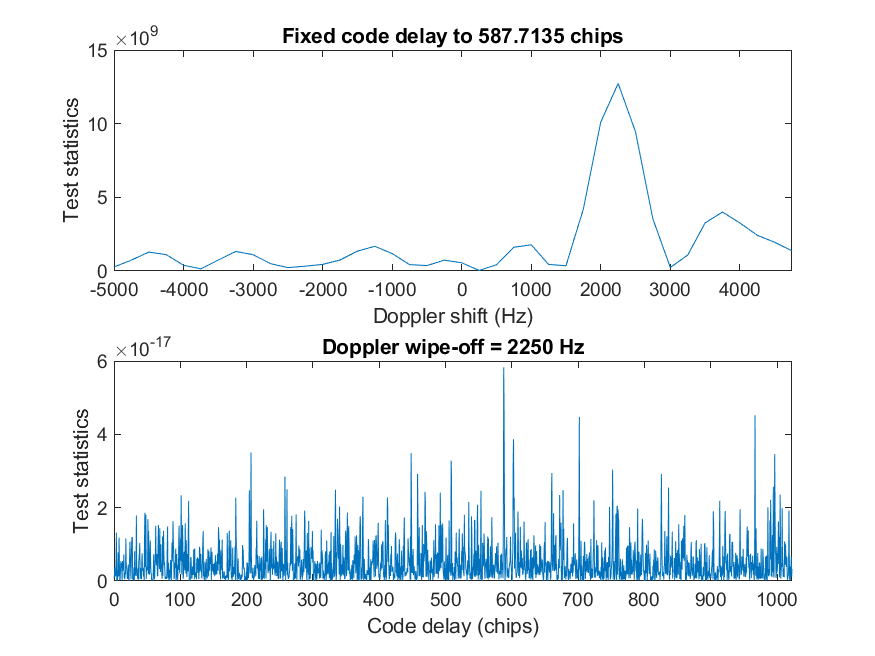 ×10^9
Fixed code delay to 587.7135 chips
15
10
5
0
Test statistics
-5000 -4000 -3000 -2000 -1000 0 1000 2000 3000 4000
Doppler shift (Hz)
×10^-17
Doppler wipe-off = 2250 Hz
6
4
2
0
Test statistics
0 100 200 300 400 500 600 700 800 900 1000
Code delay (chips)